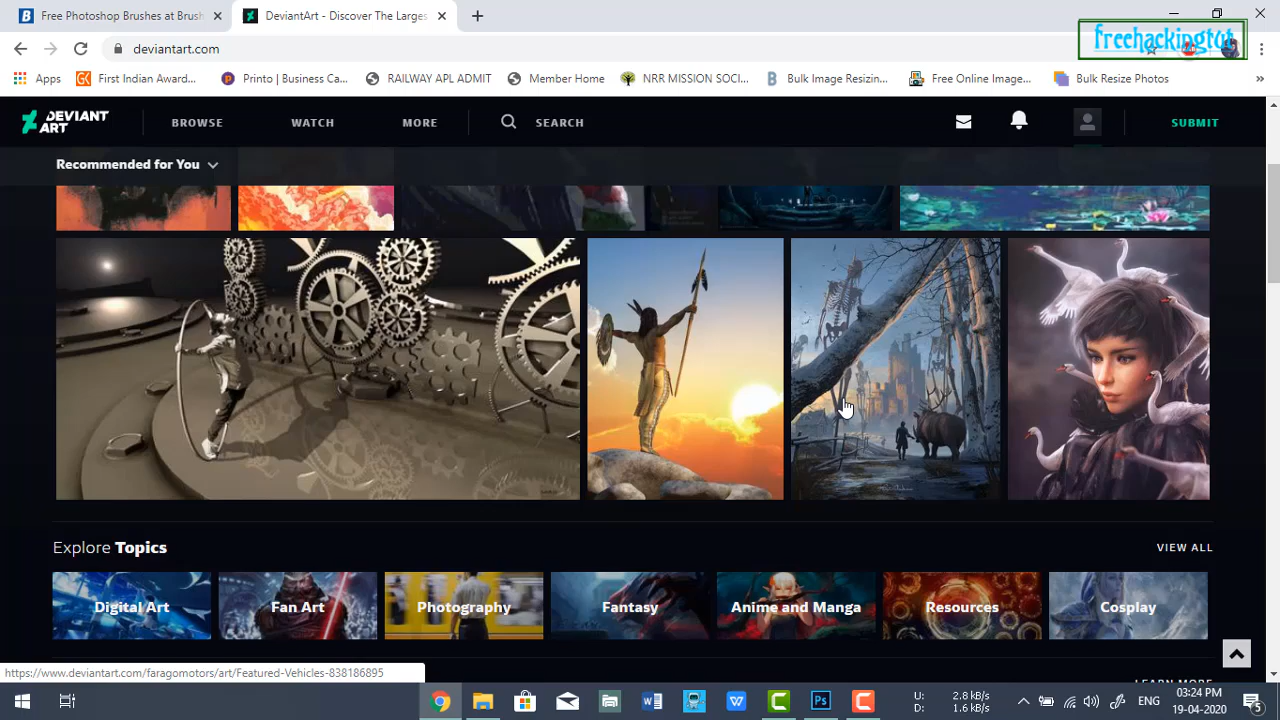 Free Photoshop Brushes at Brush
DeviantArt - Discover The Larges
freehackingtut
deviantart.com
Apps
First Indian Awar...
Printo | Business Ca...
RAILWAY APL ADMIT
Member Home
NRR MISSION SOCI...
Bulk Image Resizin...
Free Online Image...
Bulk Resize Photos
»
DEVIANT ART
BROWSE
WATCH
MORE
SEARCH
SUBMIT
Recommended for You
Explore Topics
VIEW ALL
Digital Art
Fan Art
Photography
Fantasy
Anime and Manga
Resources
Cosplay
https://www.deviantart.com/faragomotors/art/Featured-Vehicles-838186895
U: 2.8 kB/s
D: 1.6 kB/s
ENG
03:24 PM
19-04-2020
5